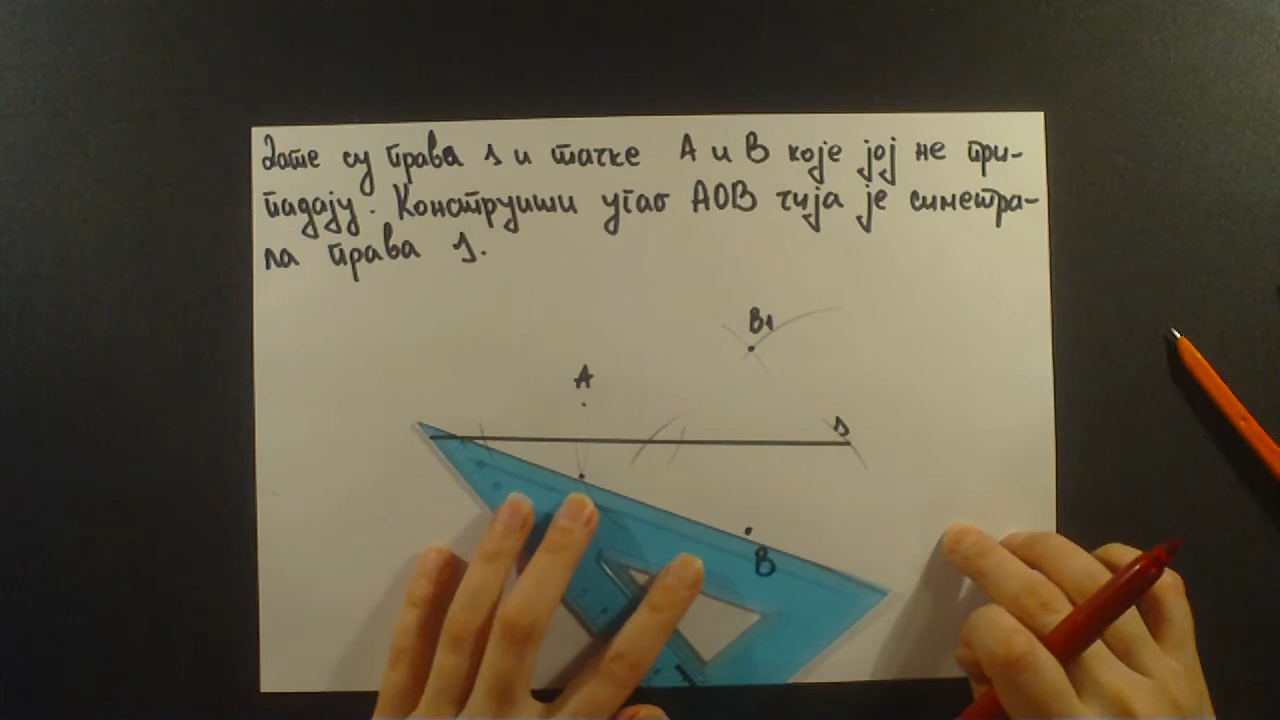 Дате су права s и тачке A и B које јој не при-
падају. Конструиши угао AOB чија је симетра-
ла права s.
B1
A
s
B